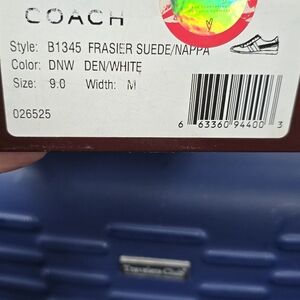 COACH
Style: B1345 FRASIER SUEDE/NAPPA
Color: DNW DEN/WHITE
Size: 9.0 Width: M
026525
6 63360 94400 3
Travelers Club